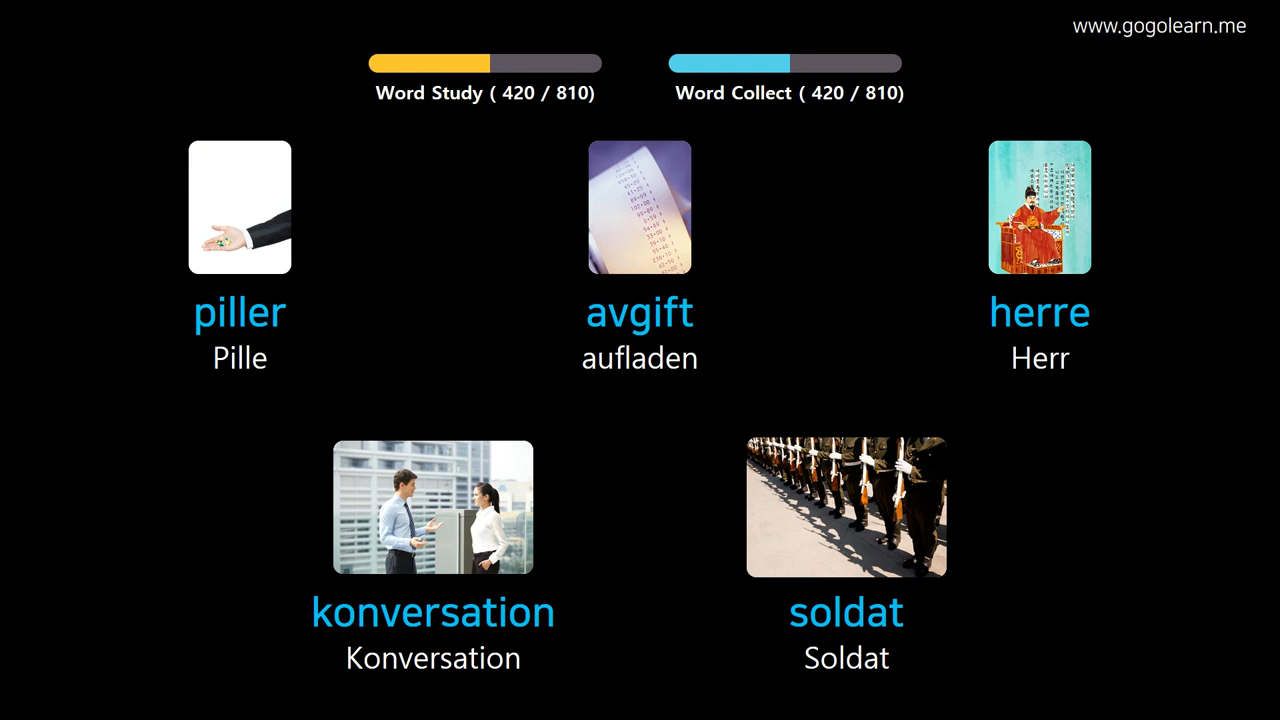 www.gogolearn.me
Word Study ( 420 / 810)
Word Collect ( 420 / 810)
piller
Pille
avgift
aufladen
herre
Herr
konversation
Konversation
soldat
Soldat